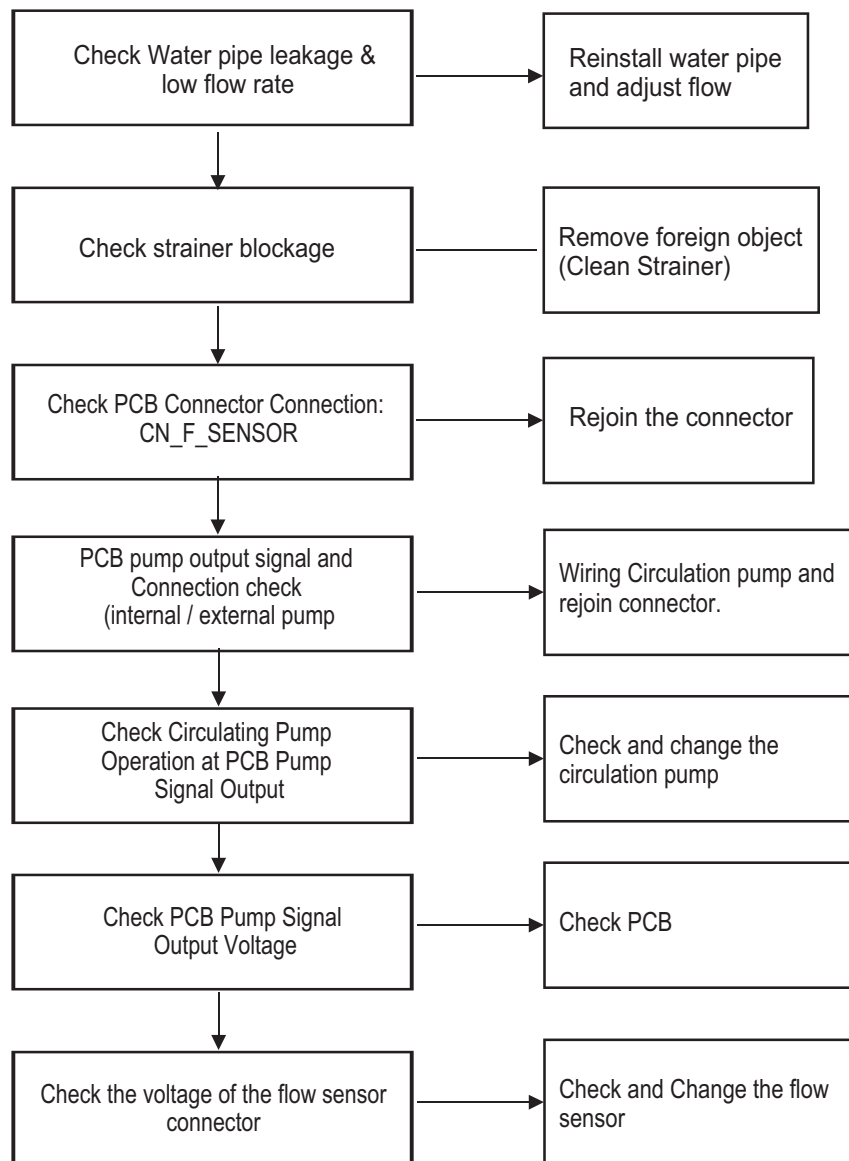 Check Water pipe leakage &
low flow rate
Reinstall water pipe
and adjust flow
Check strainer blockage
Remove foreign object
(Clean Strainer)
Check PCB Connector Connection:
CN_F_SENSOR
Rejoin the connector
PCB pump output signal and
Connection check
(internal / external pump
Wiring Circulation pump and
rejoin connector.
Check Circulating Pump
Operation at PCB Pump
Signal Output
Check and change the
circulation pump
Check PCB Pump Signal
Output Voltage
Check PCB
Check the voltage of the flow sensor
connector
Check and Change the flow
sensor